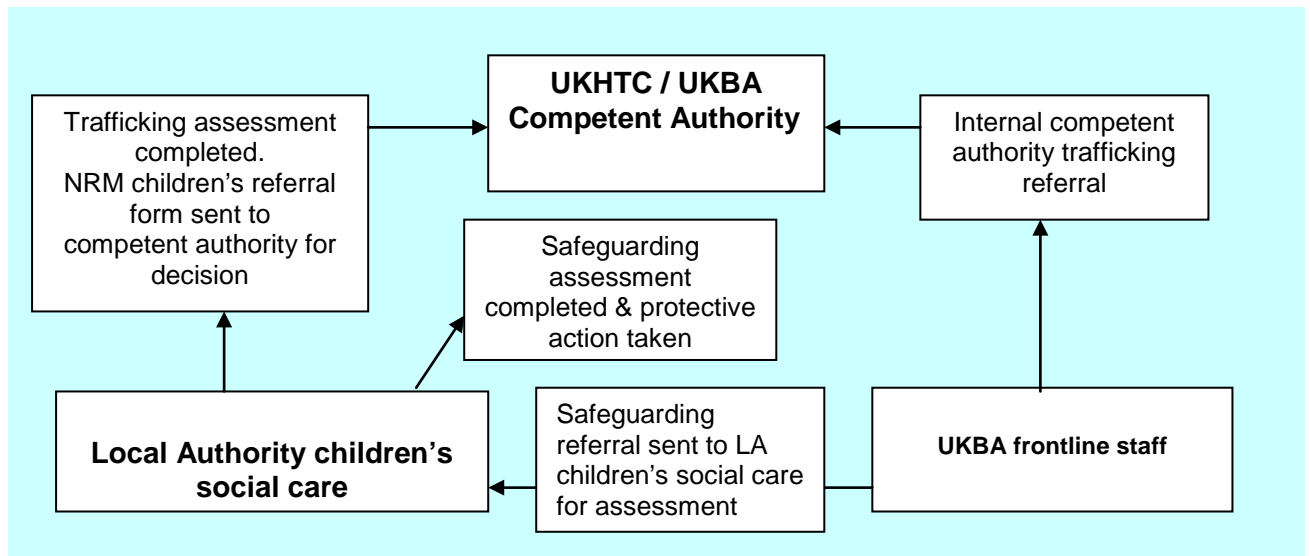 UKHTC / UKBA
Competent Authority
Trafficking assessment
completed.
NRM children’s referral
form sent to
competent authority for
decision
Internal competent
authority trafficking
referral
Safeguarding
assessment
completed & protective
action taken
Local Authority children’s
social care
Safeguarding
referral sent to LA
children’s social care
for assessment
UKBA frontline staff